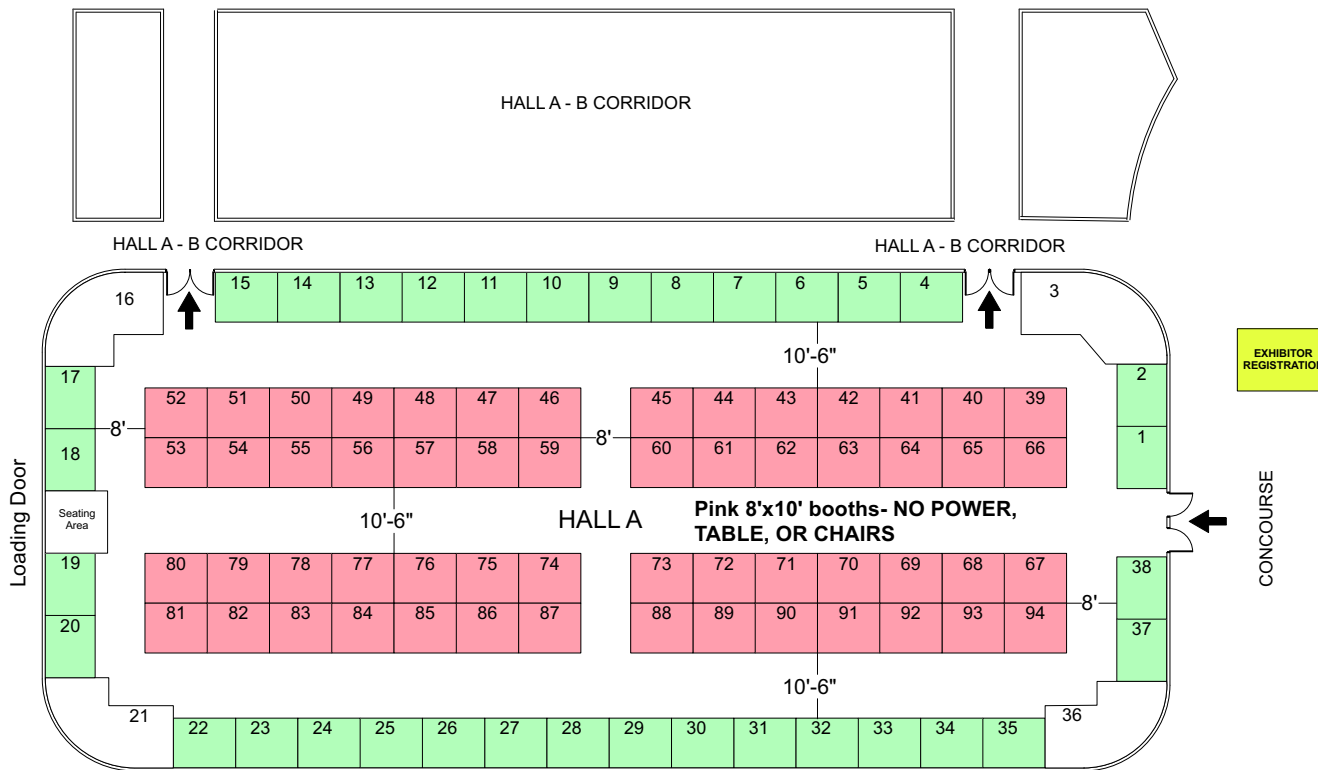 HALL A - B CORRIDOR
HALL A - B CORRIDOR
HALL A - B CORRIDOR
16
15 14 13 12 11 10 9 8 7 6 5 4
3
10'-6"
EXHIBITOR
REGISTRATION
17
2
52 51 50 49 48 47 46
45 44 43 42 41 40 39
8'
8'
18
53 54 55 56 57 58 59
60 61 62 63 64 65 66
1
Loading Door
Seating
Area
10'-6"
HALL A
Pink 8'x10' booths- NO POWER,
TABLE, OR CHAIRS
CONCOURSE
19
80 79 78 77 76 75 74
73 72 71 70 69 68 67
38
8'
20
81 82 83 84 85 86 87
88 89 90 91 92 93 94
37
10'-6"
21
36
22 23 24 25 26 27 28 29 30 31 32 33 34 35